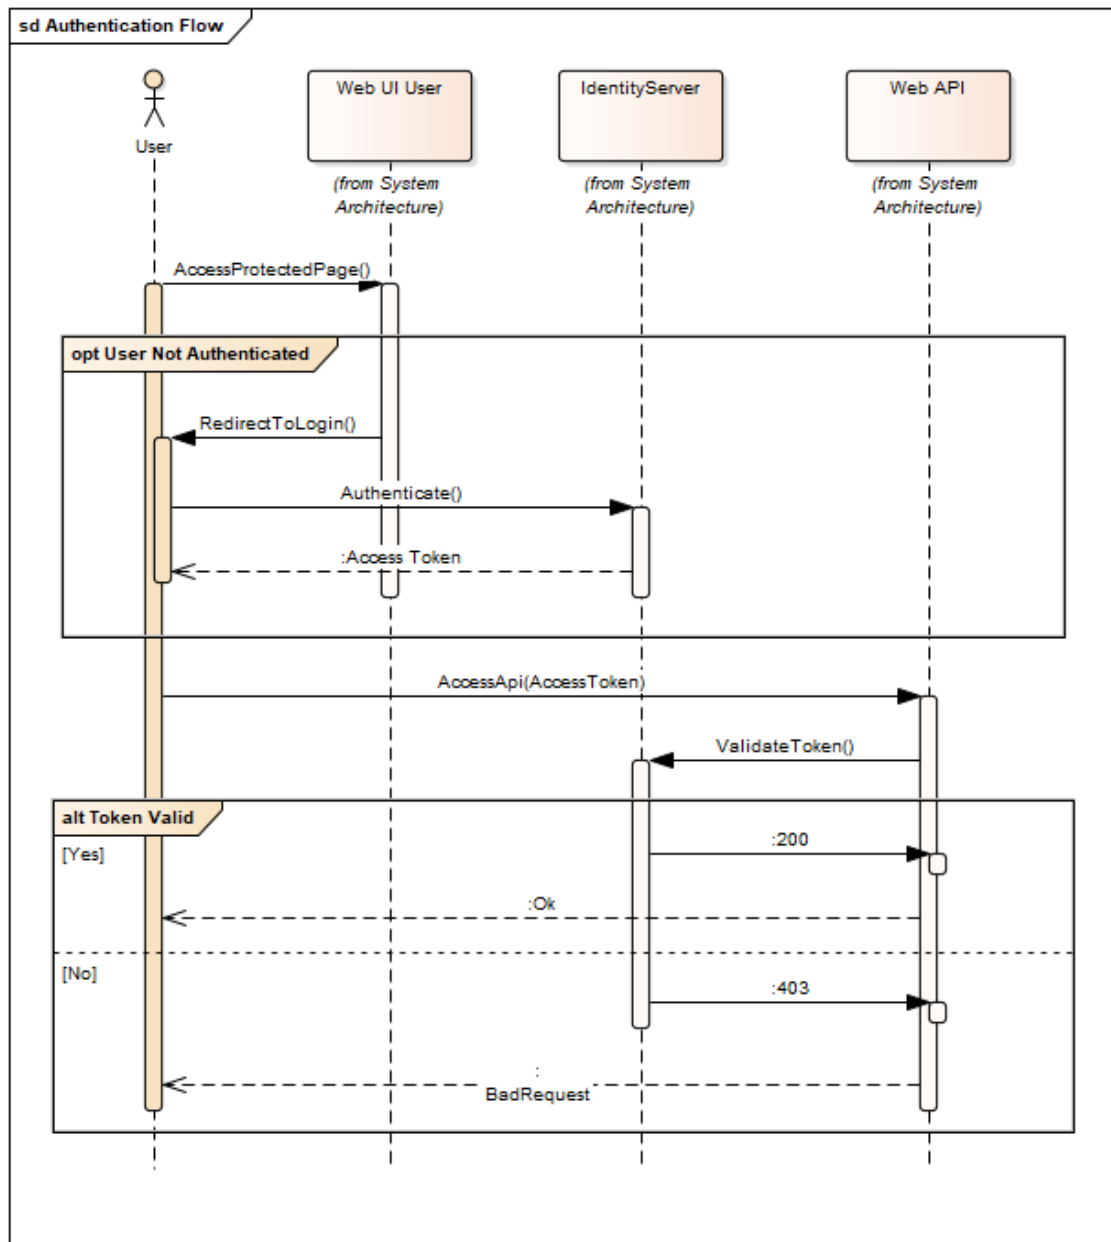 sd Authentication Flow
User
Web UI User
IdentityServer
Web API
(from System
Architecture)
(from System
Architecture)
(from System
Architecture)
AccessProtectedPage()
opt User Not Authenticated
RedirectToLogin()
Authenticate()
:Access Token
AccessApi(AccessToken)
ValidateToken()
alt Token Valid
[Yes]
:200
:Ok
[No]
:403
:
BadRequest